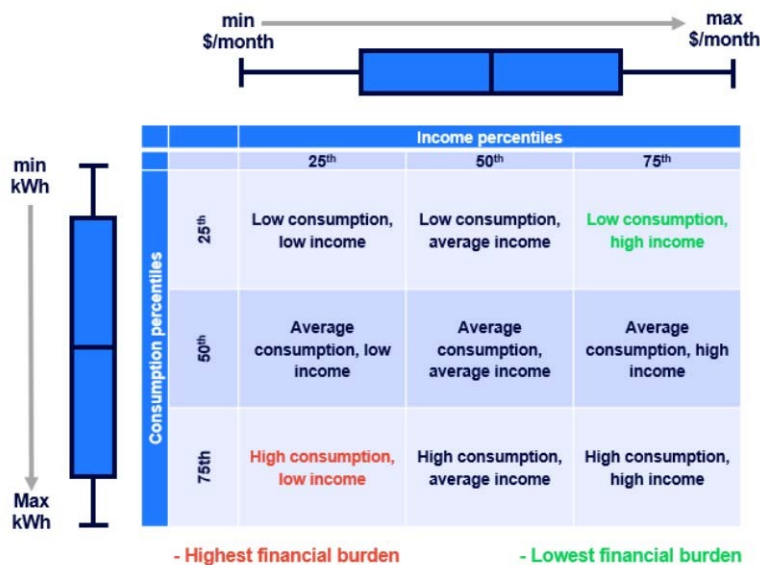 min
$/month
max
$/month
min
kWh
Max
kWh
Income percentiles
25th
50th
75th
Consumption percentiles
25th
Low consumption,
low income
Low consumption,
average income
Low consumption,
high income
50th
Average
consumption, low
income
Average
consumption,
average income
Average
consumption, high
income
75th
High consumption,
low income
High consumption,
average income
High consumption,
high income
- Highest financial burden
- Lowest financial burden